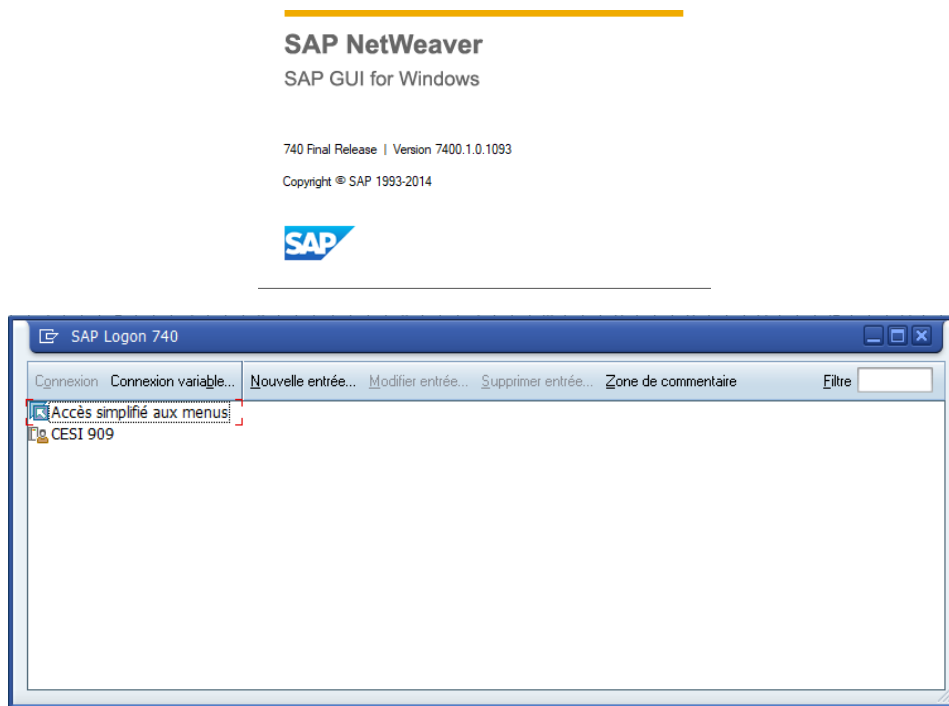 SAP NetWeaver
SAP GUI for Windows
740 Final Release | Version 7400.1.0.1093
Copyright © SAP 1993-2014
SAP
SAP Logon 740
Connexion Connexion variable... Nouvelle entrée... Modifier entrée... Supprimer entrée... Zone de commentaire Filtre
Accès simplifié aux menus
CESI 909